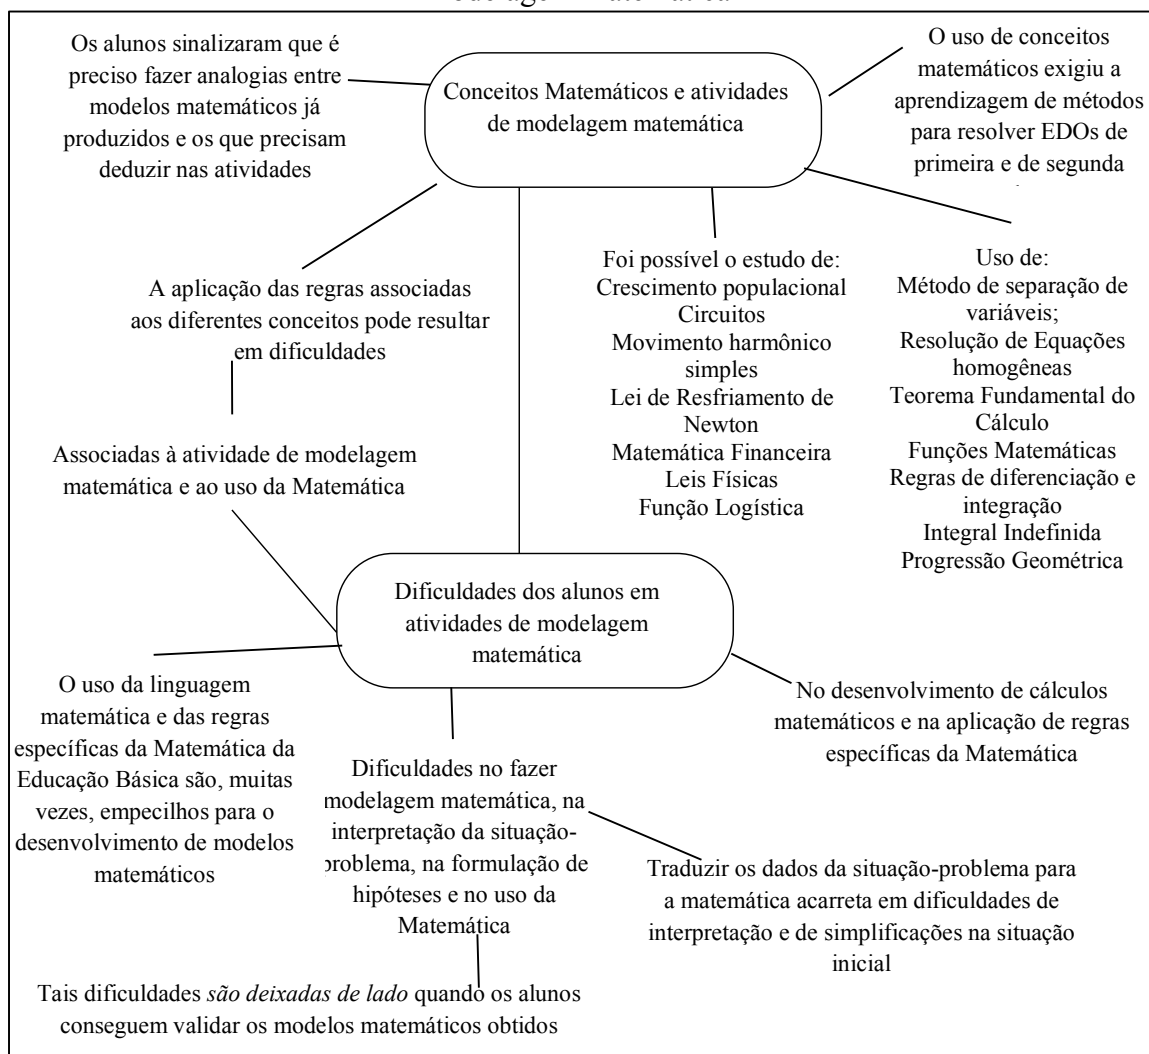 Os alunos sinalizaram que é
preciso fazer analogias entre
modelos matemáticos já
produzidos e os que precisam
deduzir nas atividades
Conceitos Matemáticos e atividades
de modelagem matemática
O uso de conceitos
matemáticos exigiu a
aprendizagem de métodos
para resolver EDOs de
primeira e de segunda
A aplicação das regras associadas
aos diferentes conceitos pode resultar
em dificuldades
Foi possível o estudo de:
Crescimento populacional
Circuitos
Movimento harmônico
simples
Lei de Resfriamento de
Newton
Matemática Financeira
Leis Físicas
Função Logística
Uso de:
Método de separação de
variáveis;
Resolução de Equações
homogêneas
Teorema Fundamental do
Cálculo
Funções Matemáticas
Regras de diferenciação e
integração
Integral Indefinida
Progressão Geométrica
Associadas à atividade de modelagem
matemática e ao uso da Matemática
Dificuldades dos alunos em
atividades de modelagem
matemática
O uso da linguagem
matemática e das regras
específicas da Matemática da
Educação Básica são, muitas
vezes, empecilhos para o
desenvolvimento de modelos
matemáticos
Dificuldades no fazer
modelagem matemática, na
interpretação da situação-
problema, na formulação de
hipóteses e no uso da
Matemática
No desenvolvimento de cálculos
matemáticos e na aplicação de regras
específicas da Matemática
Traduzir os dados da situação-problema para
a matemática acarreta em dificuldades de
interpretação e de simplificações na situação
inicial
Tais dificuldades são deixadas de lado quando os alunos
conseguem validar os modelos matemáticos obtidos